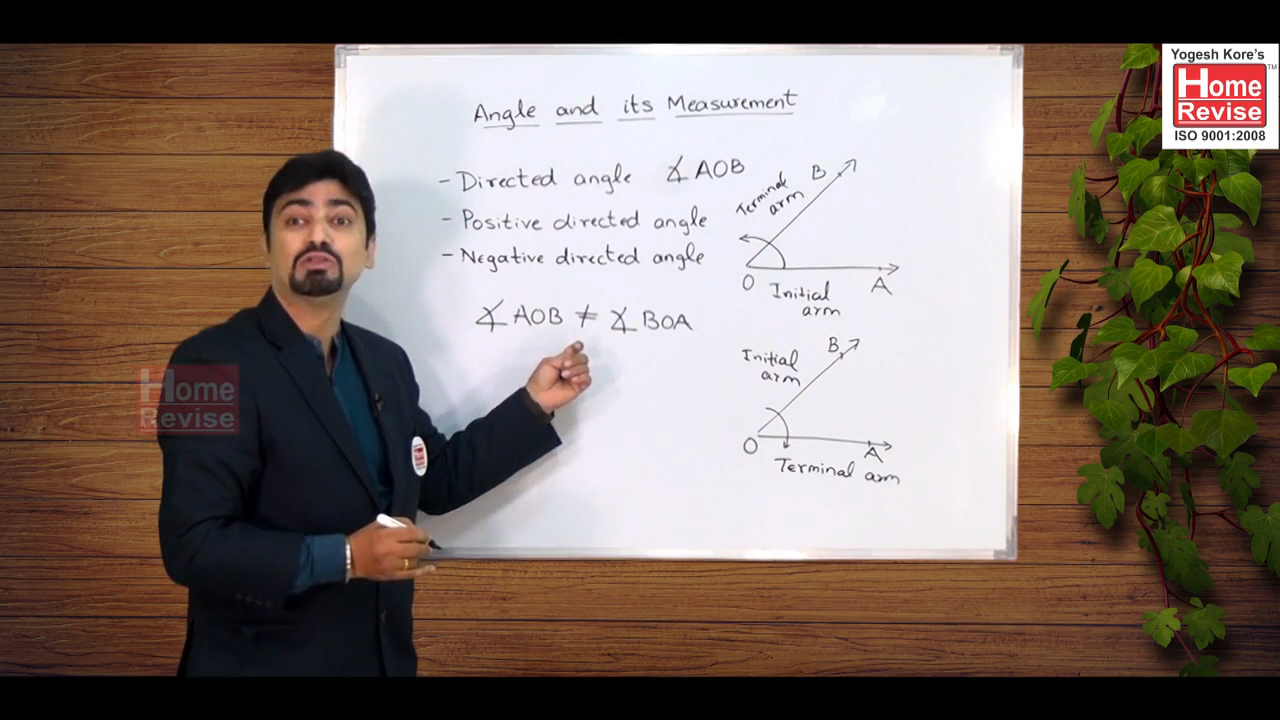 Yogesh Kore's
Home
Revise
TM
ISO 9001:2008
Angle and its Measurement
- Directed angle ∡ AOB
- Positive directed angle
- Negative directed angle
∡ AOB ≠ ∡ BOA
B
Terminal
arm
O
A
Initial
arm
B
Initial
arm
O
A
Terminal arm
Home
Revise